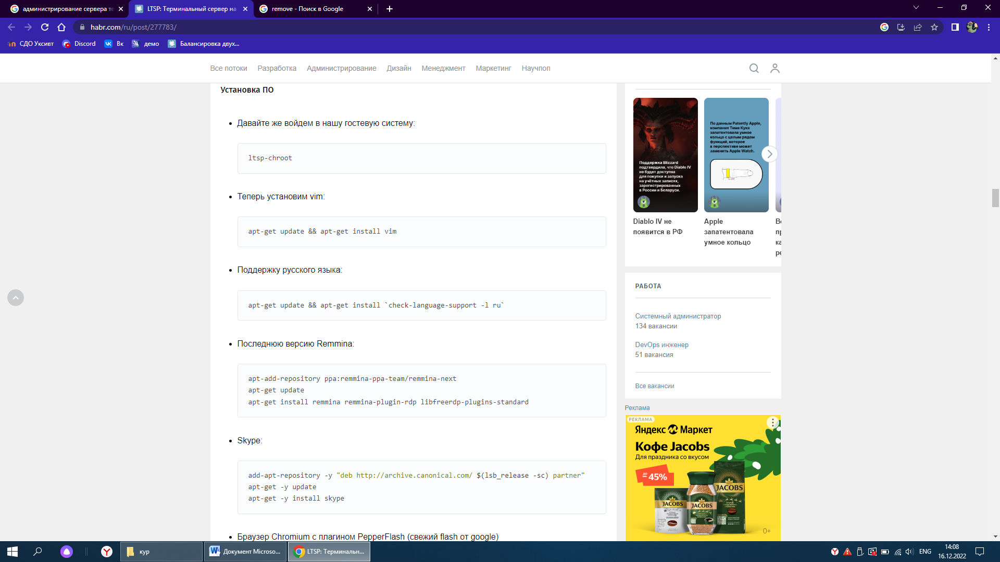 администрирование сервера те
LTSP: Терминальный сервер на
remove - Поиск в Google
habr.com/ru/post/277783/
СДО Уксивт
Discord
Вк
демо
Балансировка двух...
Все потоки
Разработка
Администрирование
Дизайн
Менеджмент
Маркетинг
Научпоп
Установка ПО
Давайте же войдем в нашу гостевую систему:
ltsp-chroot
Теперь установим vim:
apt-get update && apt-get install vim
Поддержку русского языка:
apt-get update && apt-get install `check-language-support -l ru`
Последнюю версию Remmina:
apt-add-repository ppa:remmina-ppa-team/remmina-next
apt-get update
apt-get install remmina remmina-plugin-rdp libfreerdp-plugins-standard
Skype:
add-apt-repository -y "deb http://archive.canonical.com/ $(lsb_release -sc) partner"
apt-get -y update
apt-get -y install skype
Браузер Chromium с плагином PepperFlash (свежий flash от google)
Поддержка Blizzard
подтвердила, что Diablo IV
не будет доступна
для покупки и запуска
на учётных записях,
зарегистрированных
в России и Беларуси.
По данным Patently Apple,
компания Тима Кука
запатентовала умное
кольцо с целым рядом
функций, которое
в перспективе может
заменить Apple Watch.
Diablo IV не
появится в РФ
Apple
запатентовала
умное кольцо
РАБОТА
Системный администратор
134 вакансии
DevOps инженер
51 вакансия
Все вакансии
Реклама
РЕКЛАМА
Яндекс Маркет
Кофе Jacobs
Для праздника со вкусом
до
–45%
JACOBS
JACOBS
JACOBS
0+
кур
Документ Microso...
LTSP: Терминальн...
ENG
14:08
16.12.2022